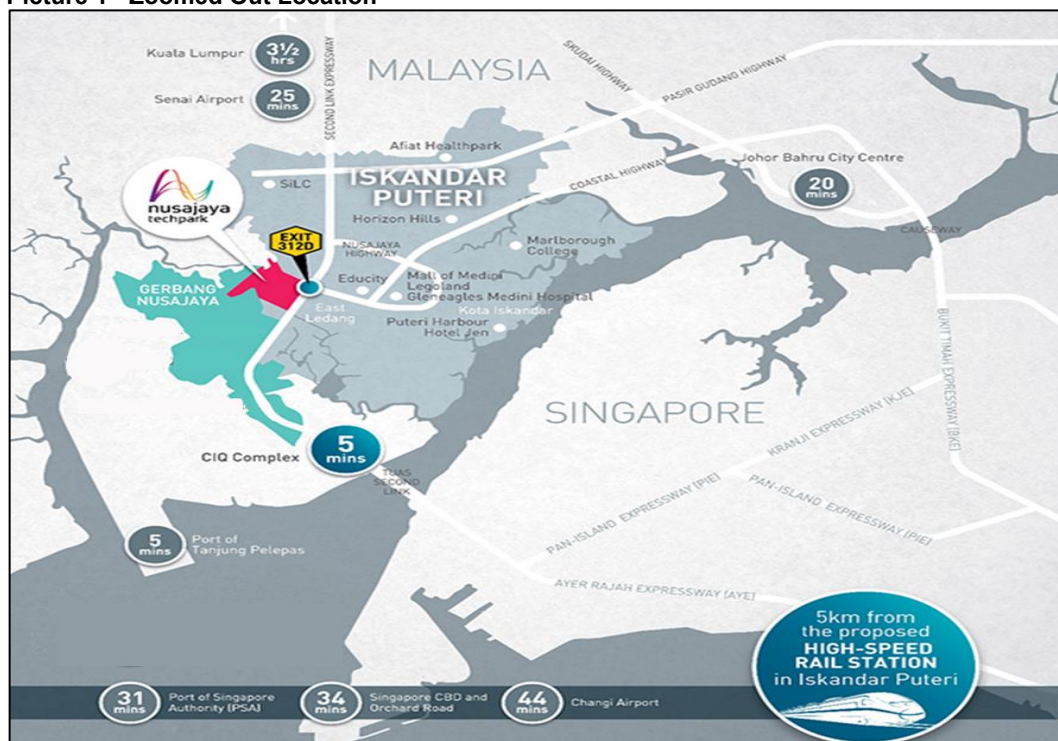 Picture 1 - Zoomed Out Location
Kuala Lumpur
3½
hrs
Senai Airport
25
mins
SECOND LINK EXPRESSWAY
MALAYSIA
SKUDAI HIGHWAY
PASIR GUDANG HIGHWAY
Afiat Healthpark
COASTAL HIGHWAY
Johor Bahru City Centre
20
mins
SiLC
ISKANDAR
PUTERI
nusajaya
techpark
Horizon Hills
EXIT
312D
NUSAJAYA
HIGHWAY
Marlborough
College
CAUSEWAY
GERBANG
NUSAJAYA
Educity
Mall of Medini
Legoland
Gleneagles Medini Hospital
East
Ledang
Kota Iskandar
Puteri Harbour
Hotel Jen
BUKIT TIMAH EXPRESSWAY [BKE]
SINGAPORE
KRANJI EXPRESSWAY [KJE]
CIQ Complex
5
mins
TUAS
SECOND
LINK
PAN-ISLAND EXPRESSWAY [PIE]
PAN-ISLAND EXPRESSWAY [PIE]
5
mins
Port of
Tanjung Pelepas
AYER RAJAH EXPRESSWAY [AYE]
5km from
the proposed
HIGH-SPEED
RAIL STATION
in Iskandar Puteri
31
mins
Port of Singapore
Authority [PSA]
34
mins
Singapore CBD and
Orchard Road
44
mins
Changi Airport